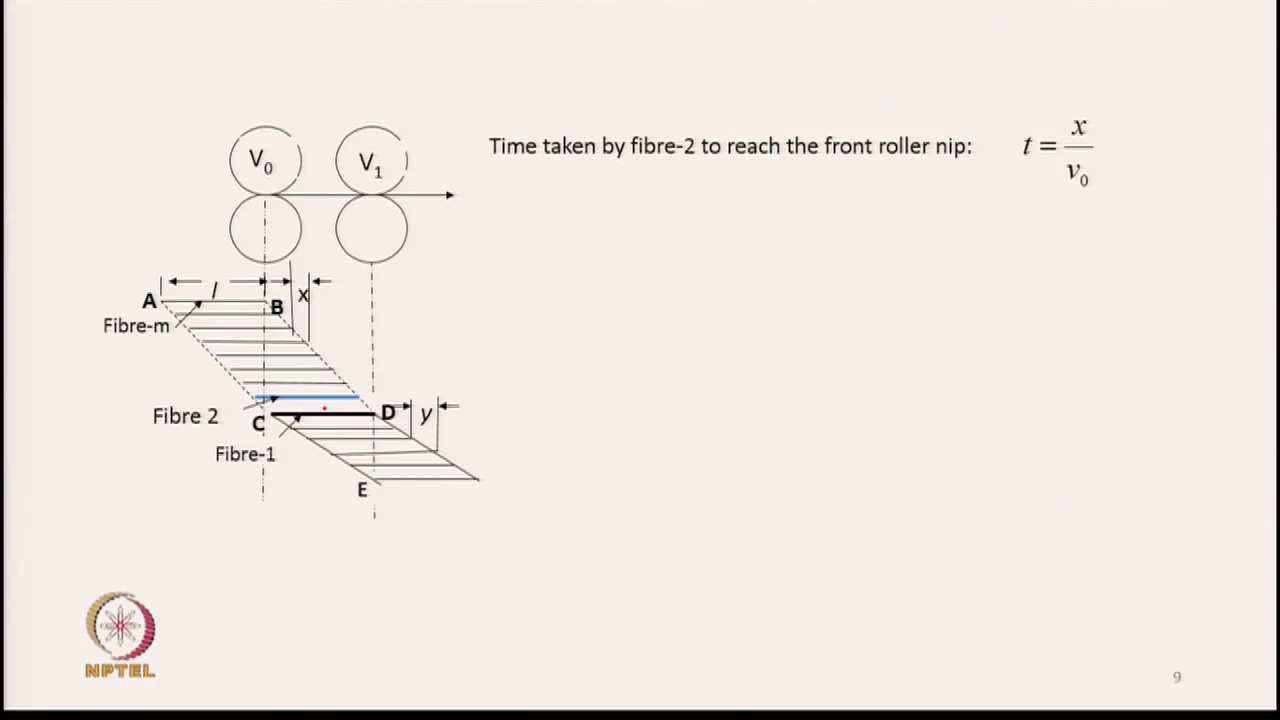 V0
V1
Time taken by fibre-2 to reach the front roller nip:
t = x / v0
l
x
A
B
Fibre-m
Fibre 2
C
D
y
Fibre-1
E
NPTEL
9